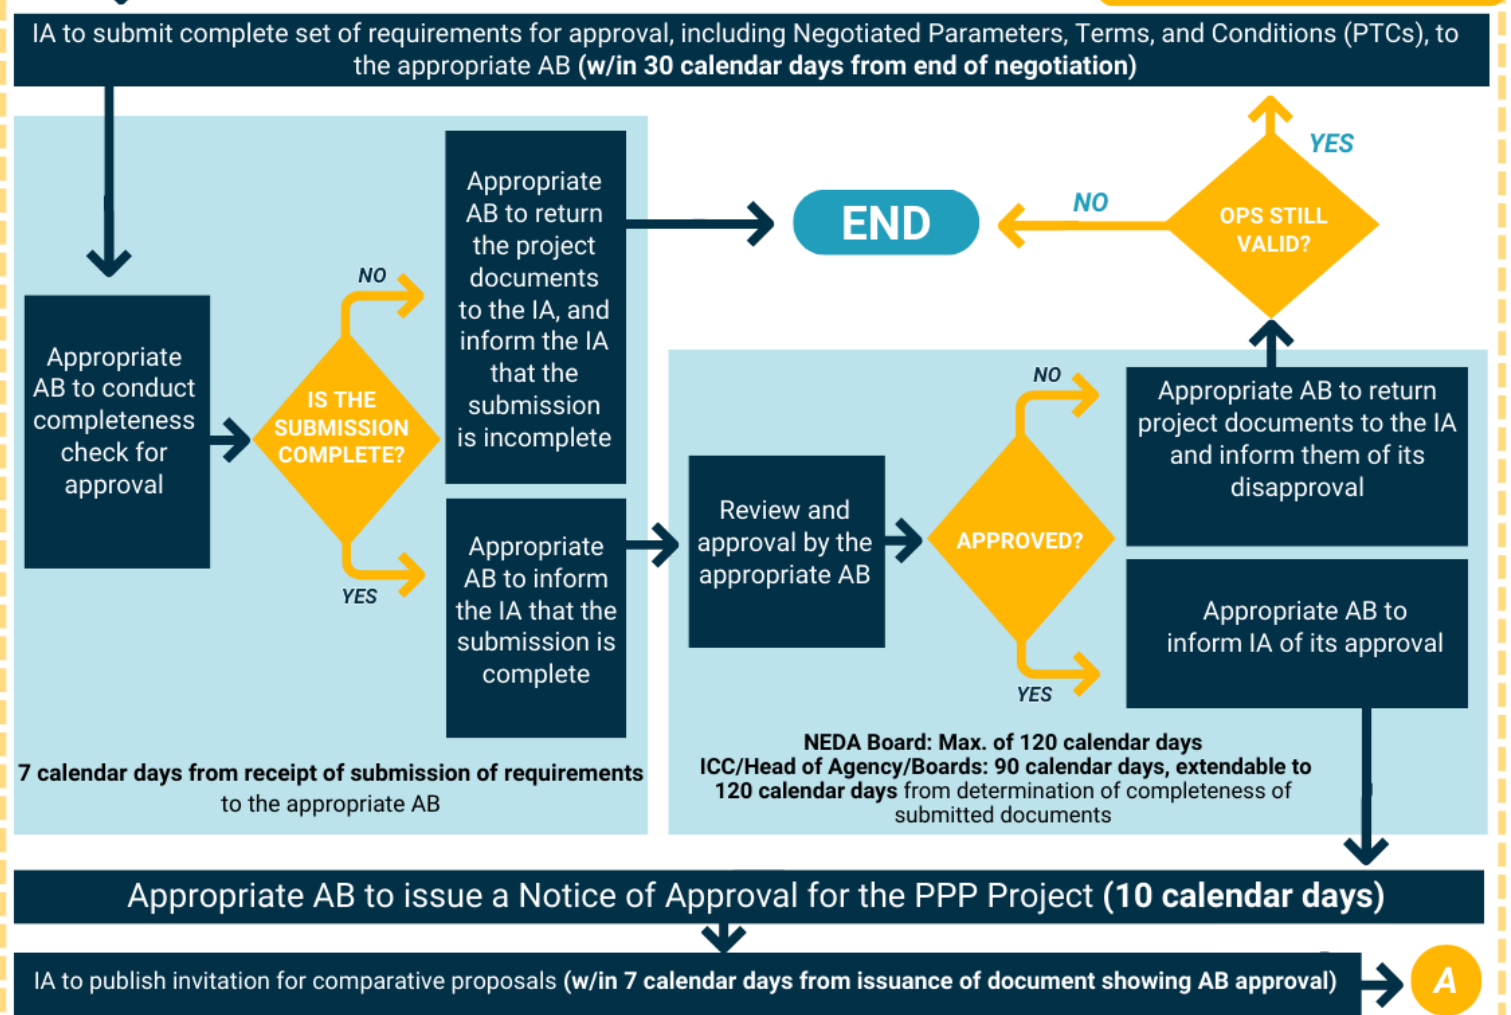 IA to submit complete set of requirements for approval, including Negotiated Parameters, Terms, and Conditions (PTCs), to
the appropriate AB (w/in 30 calendar days from end of negotiation)
Appropriate
AB to conduct
completeness
check for
approval
IS THE
SUBMISSION
COMPLETE?
NO
Appropriate
AB to return
the project
documents
to the IA, and
inform the IA
that the
submission
is incomplete
YES
Appropriate
AB to inform
the IA that the
submission is
complete
7 calendar days from receipt of submission of requirements
to the appropriate AB
END
NO
OPS STILL
VALID?
YES
Review and
approval by the
appropriate AB
APPROVED?
NO
Appropriate AB to return
project documents to the IA
and inform them of its
disapproval
YES
Appropriate AB to
inform IA of its approval
NEDA Board: Max. of 120 calendar days
ICC/Head of Agency/Boards: 90 calendar days, extendable to
120 calendar days from determination of completeness of
submitted documents
Appropriate AB to issue a Notice of Approval for the PPP Project (10 calendar days)
IA to publish invitation for comparative proposals (w/in 7 calendar days from issuance of document showing AB approval)
A